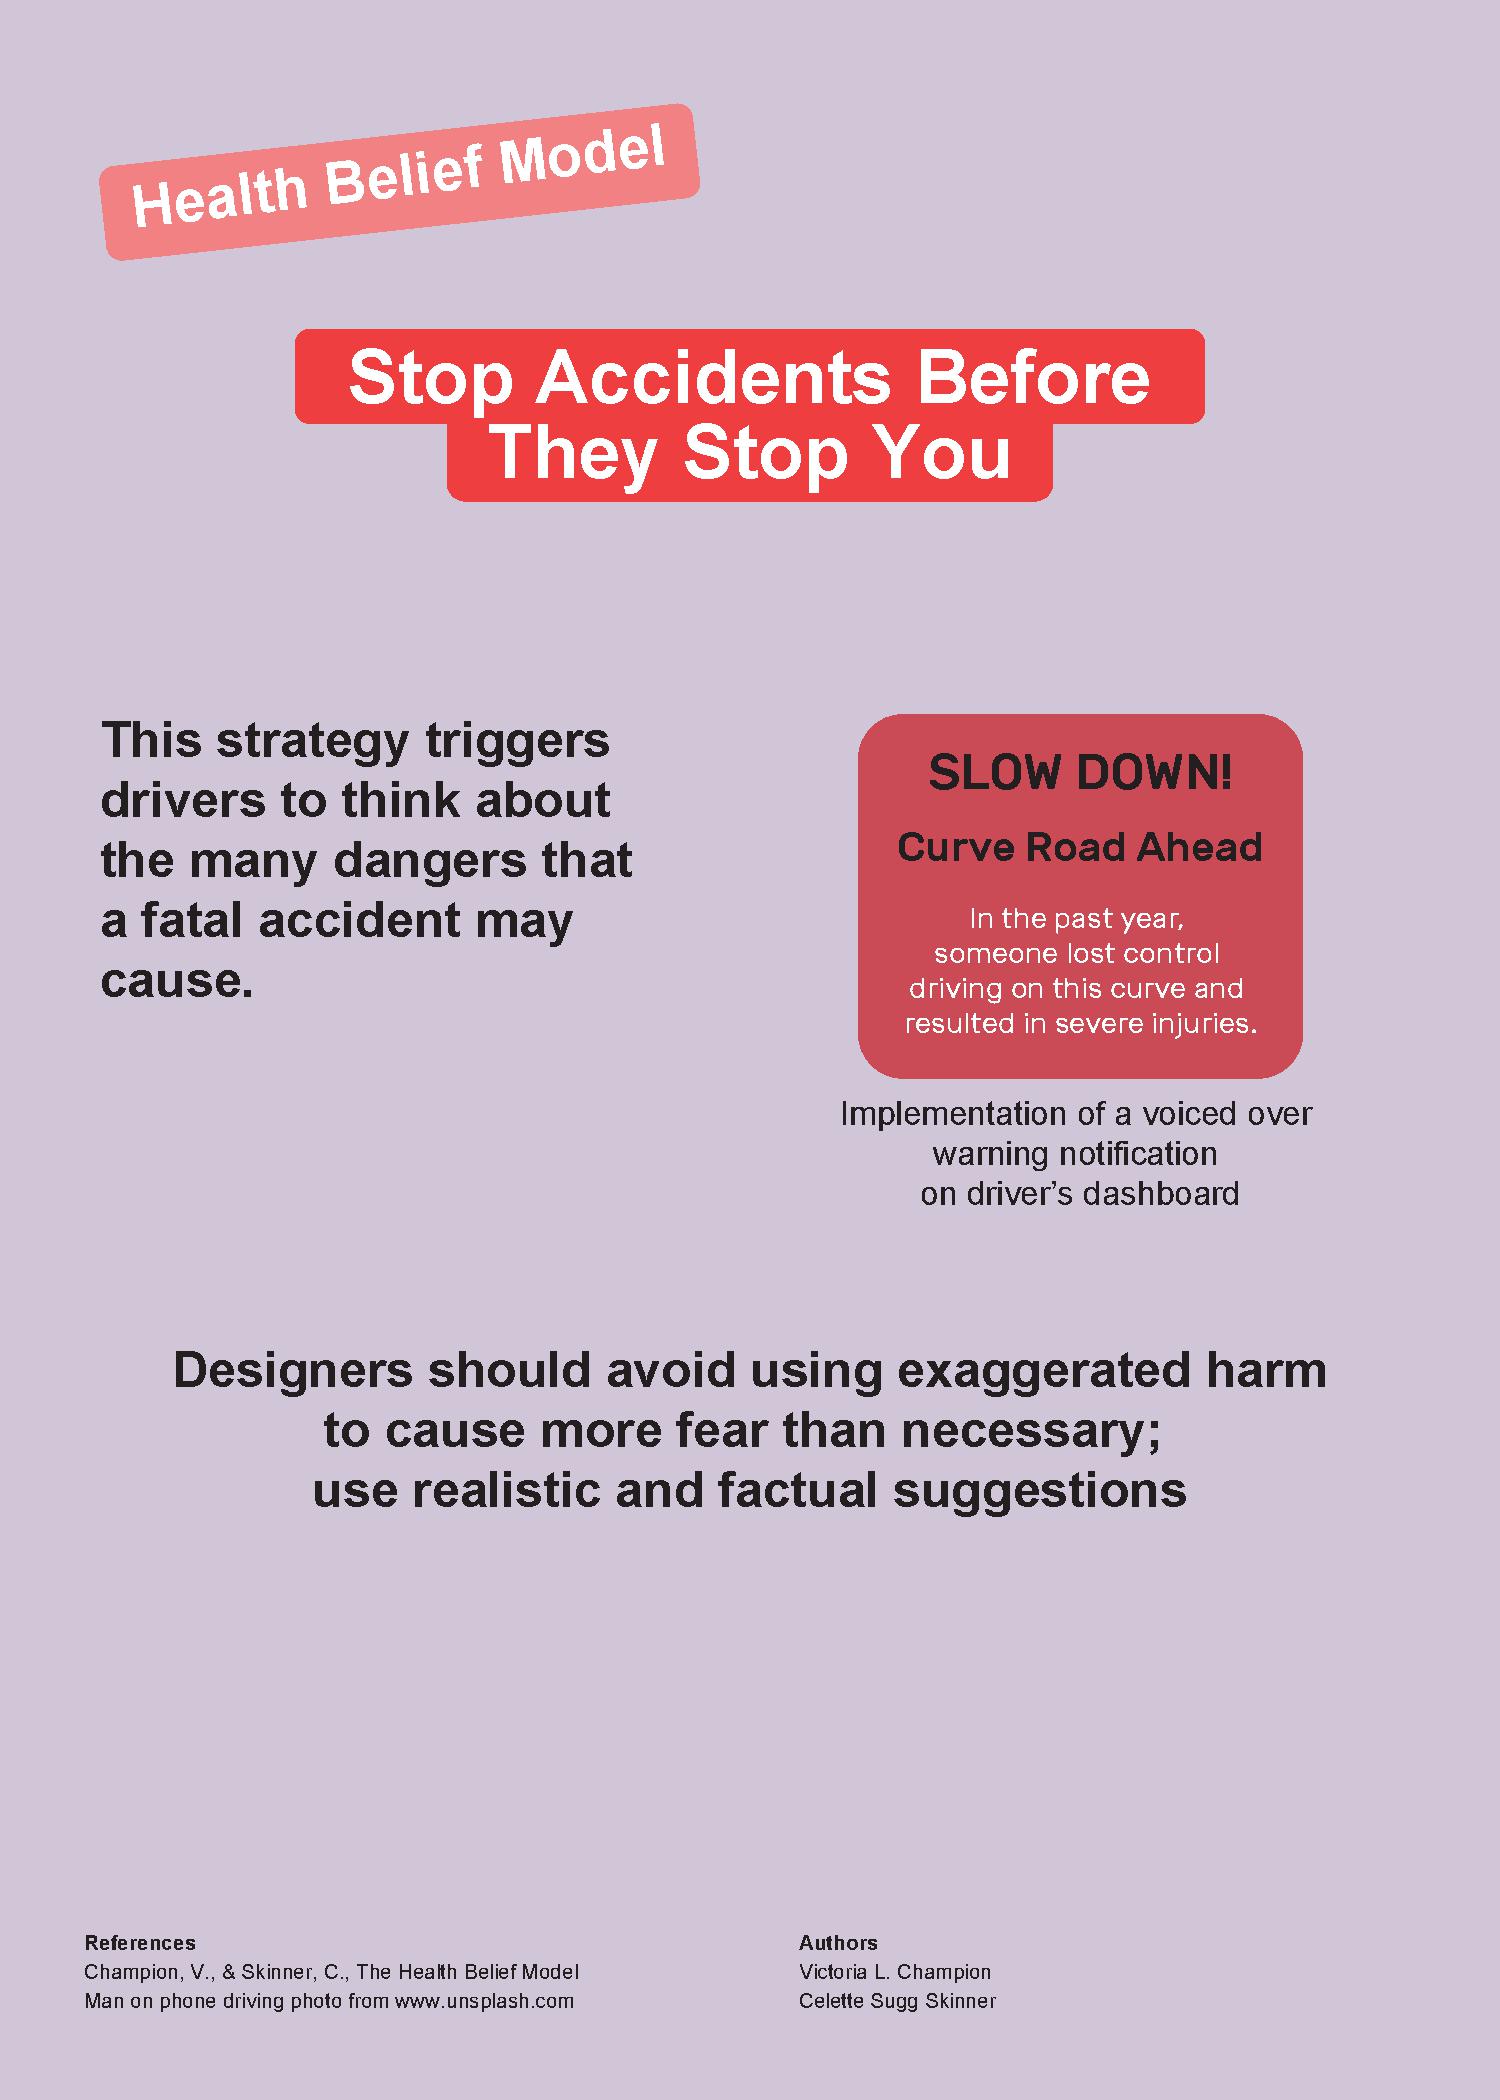 Health Belief Model
Stop Accidents Before
They Stop You
This strategy triggers
drivers to think about
the many dangers that
a fatal accident may
cause.
SLOW DOWN!
Curve Road Ahead
In the past year,
someone lost control
driving on this curve and
resulted in severe injuries.
Implementation of a voiced over
warning notification
on driver’s dashboard
Designers should avoid using exaggerated harm
to cause more fear than necessary;
use realistic and factual suggestions
References
Champion, V., & Skinner, C., The Health Belief Model
Man on phone driving photo from www.unsplash.com
Authors
Victoria L. Champion
Celette Sugg Skinner